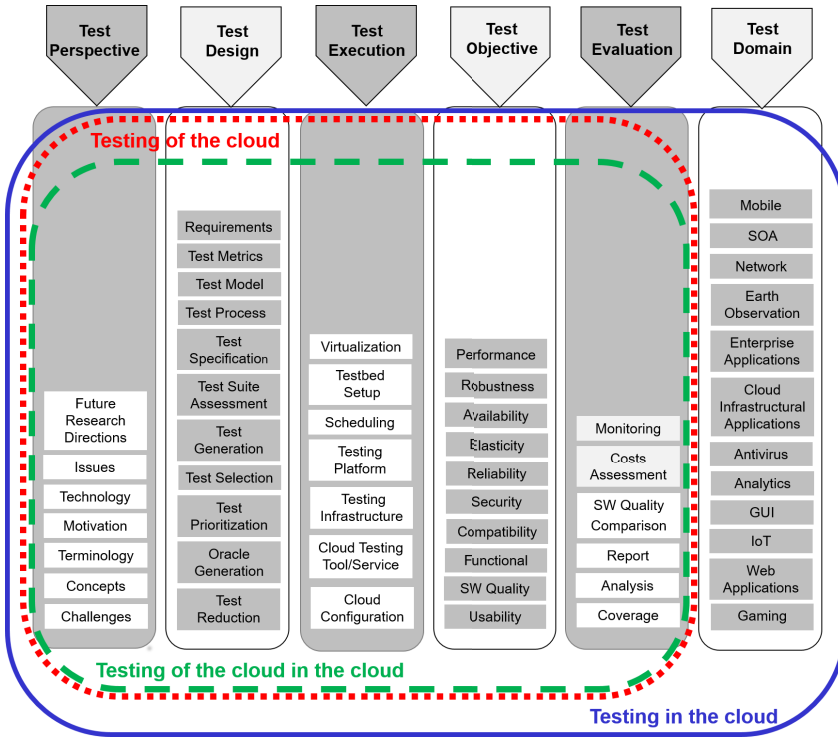 Test
Perspective
Test
Design
Test
Execution
Test
Objective
Test
Evaluation
Test
Domain
Testing of the cloud
Future
Research
Directions
Issues
Technology
Motivation
Terminology
Concepts
Challenges
Requirements
Test Metrics
Test Model
Test Process
Test
Specification
Test Suite
Assessment
Test
Generation
Test Selection
Test
Prioritization
Oracle
Generation
Test
Reduction
Virtualization
Testbed
Setup
Scheduling
Testing
Platform
Testing
Infrastructure
Cloud Testing
Tool/Service
Cloud
Configuration
Performance
Robustness
Availability
Elasticity
Reliability
Security
Compatibility
Functional
SW Quality
Usability
Monitoring
Costs
Assessment
SW Quality
Comparison
Report
Analysis
Coverage
Mobile
SOA
Network
Earth
Observation
Enterprise
Applications
Cloud
Infrastructural
Applications
Antivirus
Analytics
GUI
IoT
Web
Applications
Gaming
Testing of the cloud in the cloud
Testing in the cloud